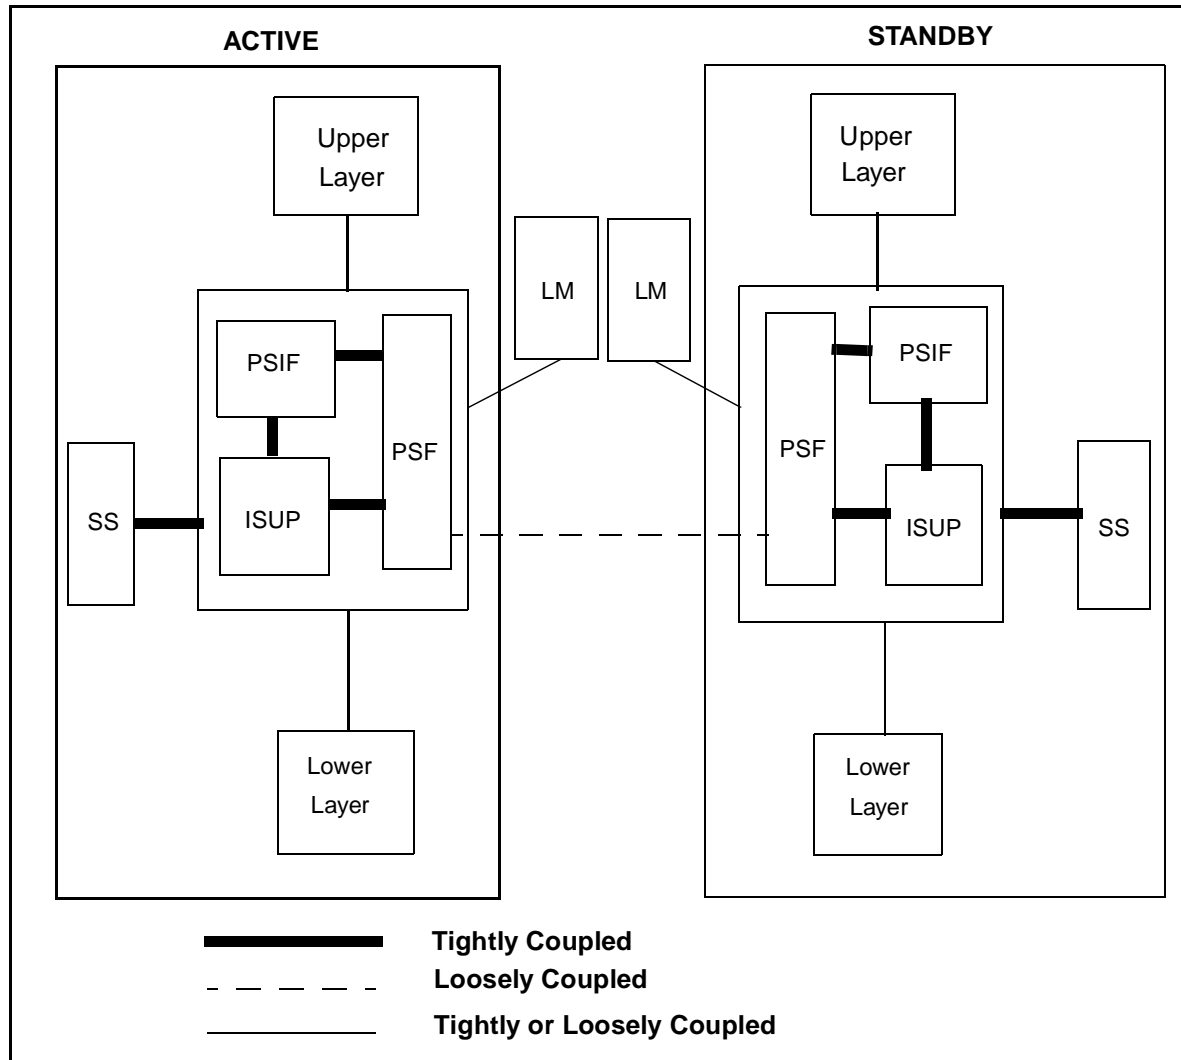 ACTIVE
STANDBY
Upper
Layer
Upper
Layer
LM
LM
PSIF
PSF
SS
ISUP
PSIF
PSF
ISUP
SS
Lower
Layer
Lower
Layer
Tightly Coupled
Loosely Coupled
Tightly or Loosely Coupled